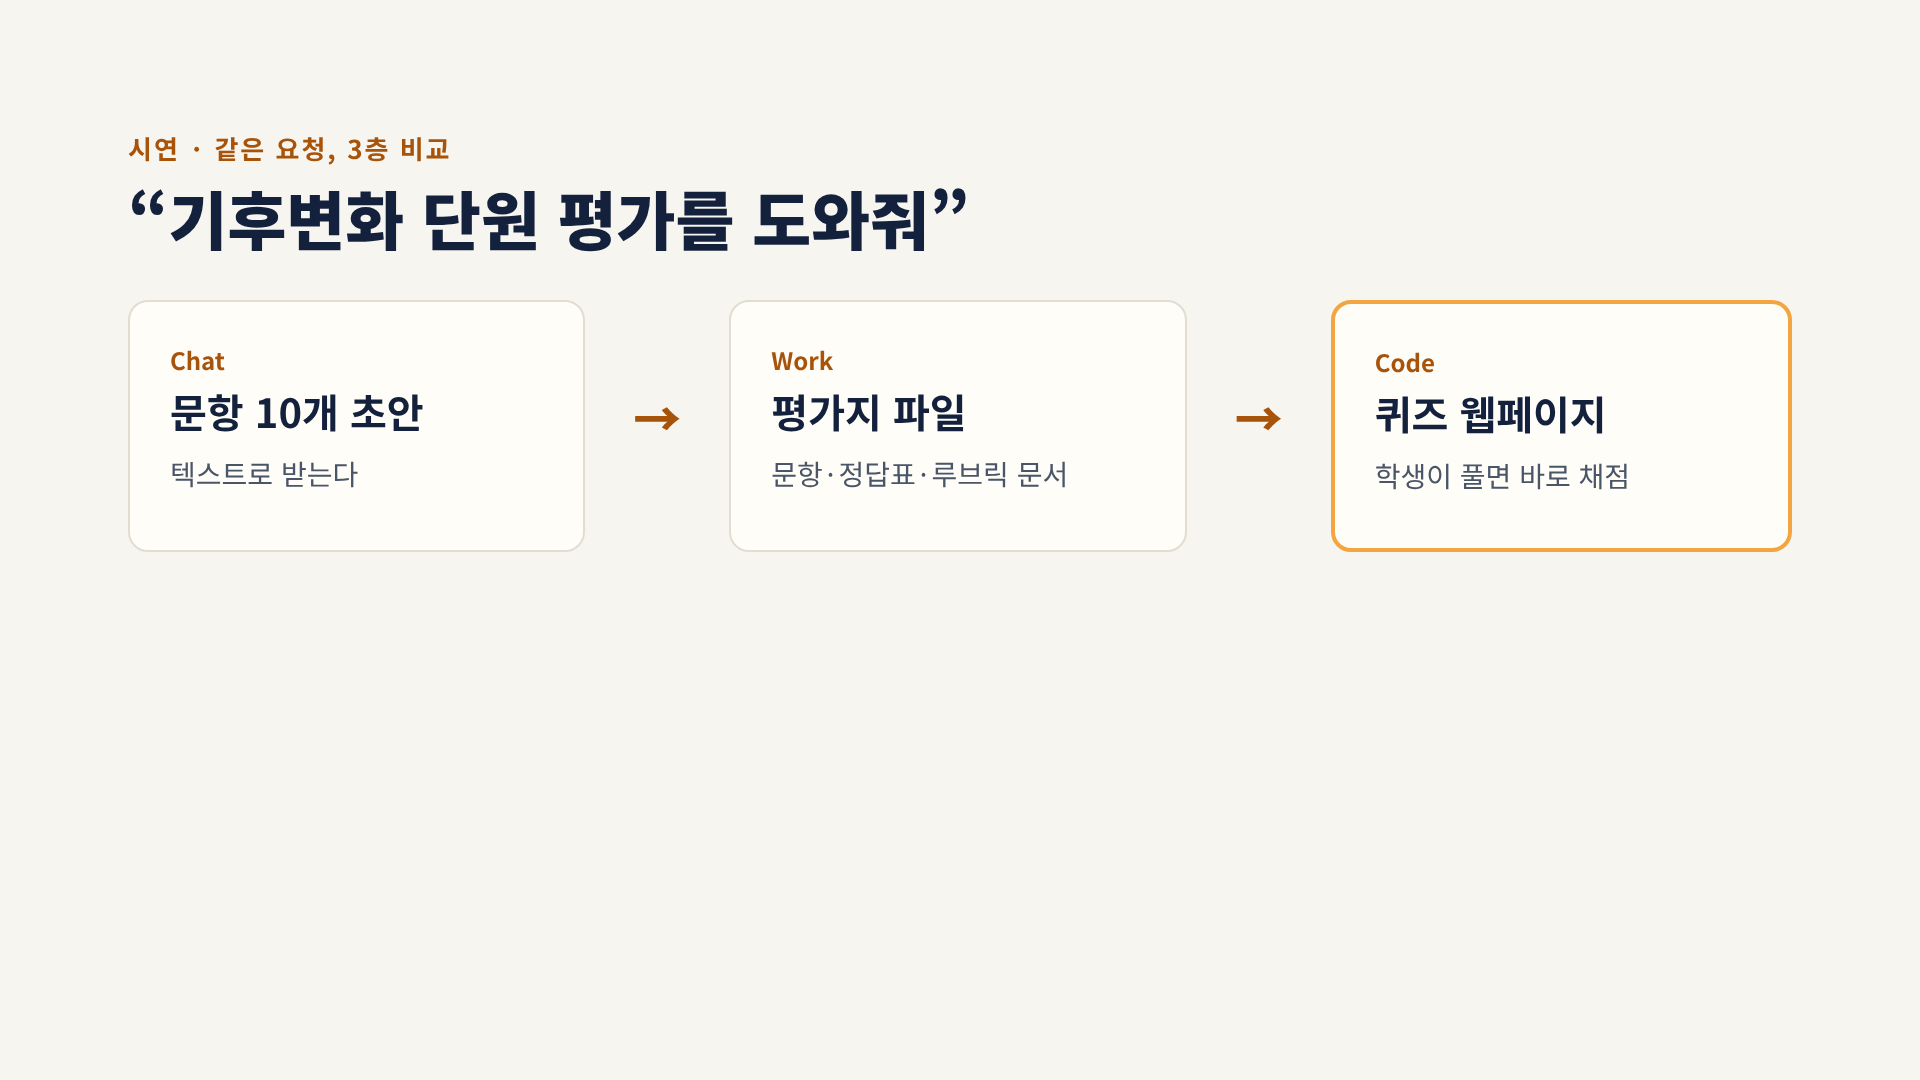 시연 · 같은 요청, 3층 비교
“기후변화 단원 평가를 도와줘”
Chat
문항 10개 초안
텍스트로 받는다
→
Work
평가지 파일
문항·정답표·루브릭 문서
→
Code
퀴즈 웹페이지
학생이 풀면 바로 채점